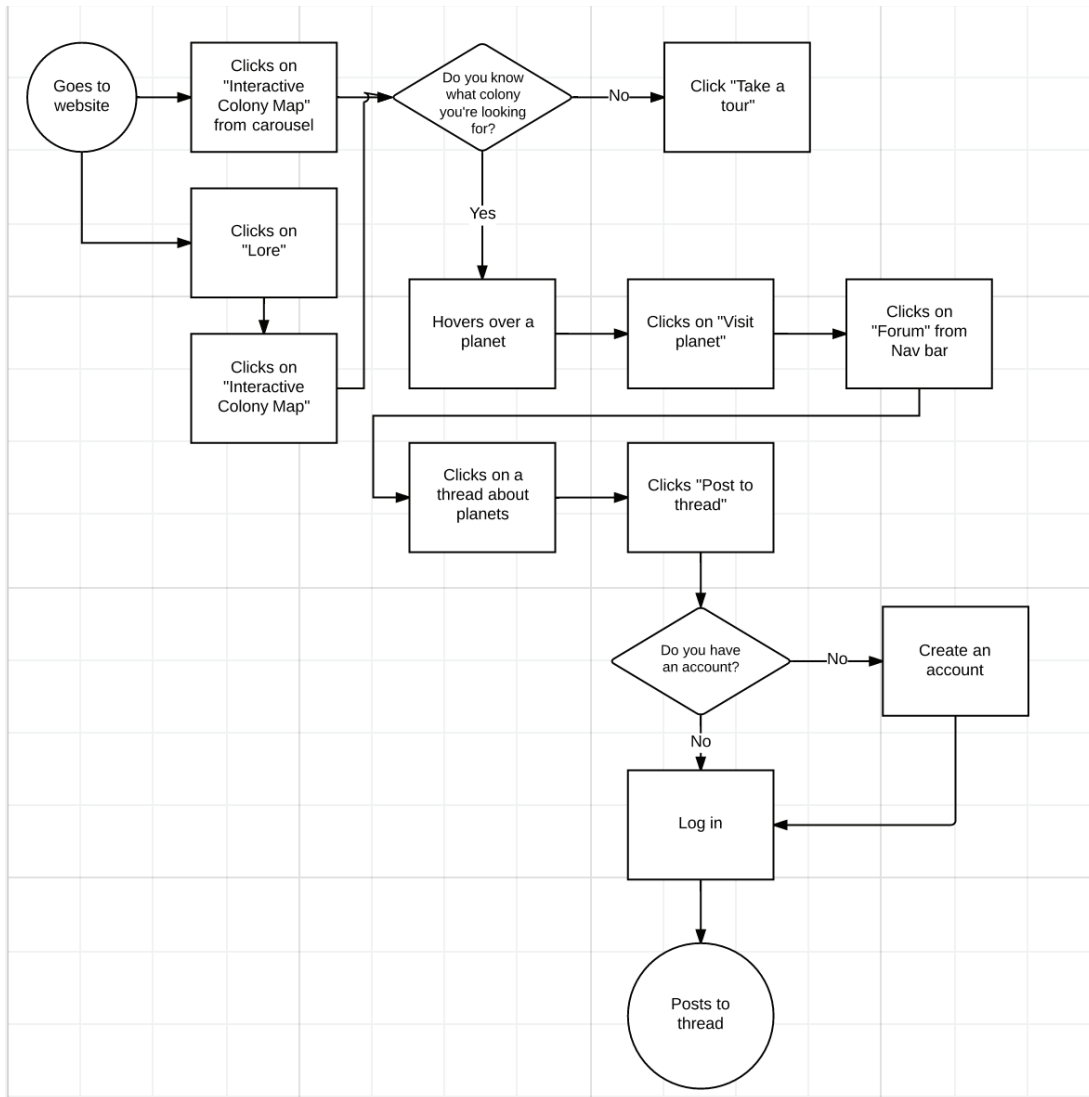 Goes to
website
Clicks on
"Interactive
Colony Map"
from carousel
Do you know
what colony
you're looking
for?
No
Click "Take a
tour"
Clicks on
"Lore"
Yes
Clicks on
"Interactive
Colony Map"
Hovers over a
planet
Clicks on "Visit
planet"
Clicks on
"Forum" from
Nav bar
Clicks on a
thread about
planets
Clicks "Post to
thread"
Do you have
an account?
No
Create an
account
No
Log in
Posts to
thread